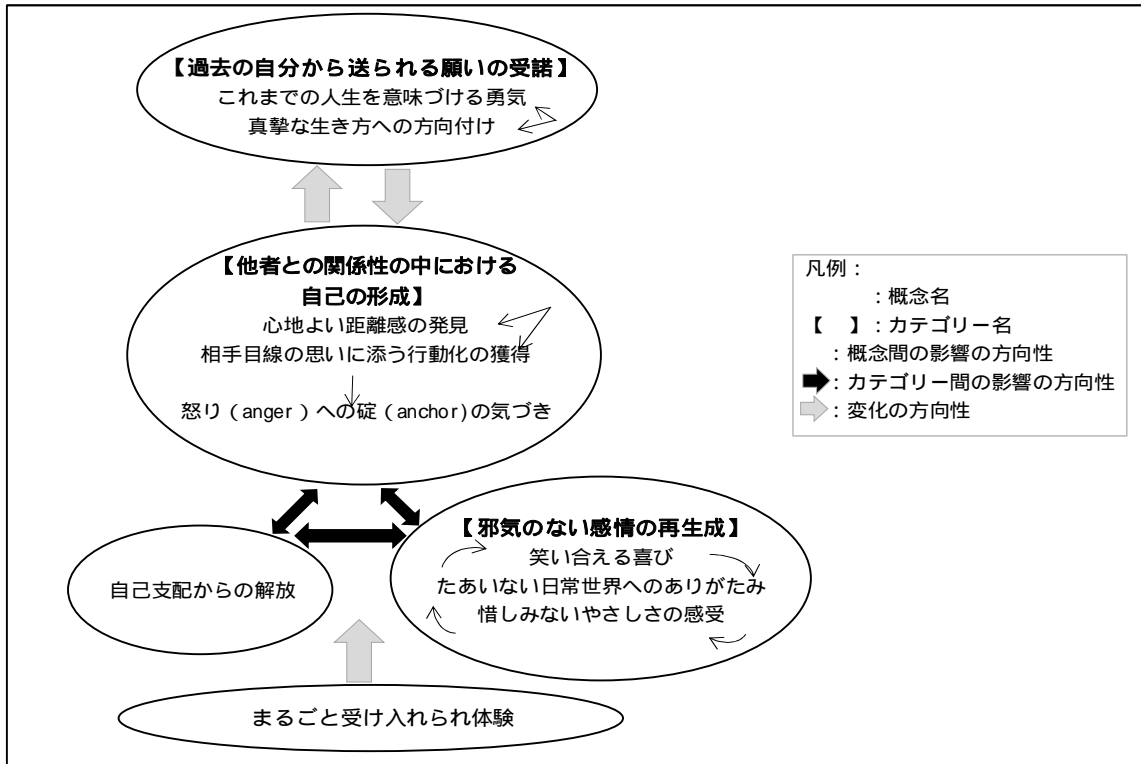 【過去の自分から送られる願いの受諾】
これまでの人生を意味づける勇気
真摯な生き方への方向付け
【他者との関係性の中における
自己の形成】
心地よい距離感の発見
相手目線の思いに添う行動化の獲得
怒り（anger）への碇（anchor)の気づき
凡例：
：概念名
【　】：カテゴリー名
：概念間の影響の方向性
：カテゴリー間の影響の方向性
：変化の方向性
【邪気のない感情の再生成】
笑い合える喜び
たあいない日常世界へのありがたみ
惜しみないやさしさの感受
自己支配からの解放
まるごと受け入れられ体験